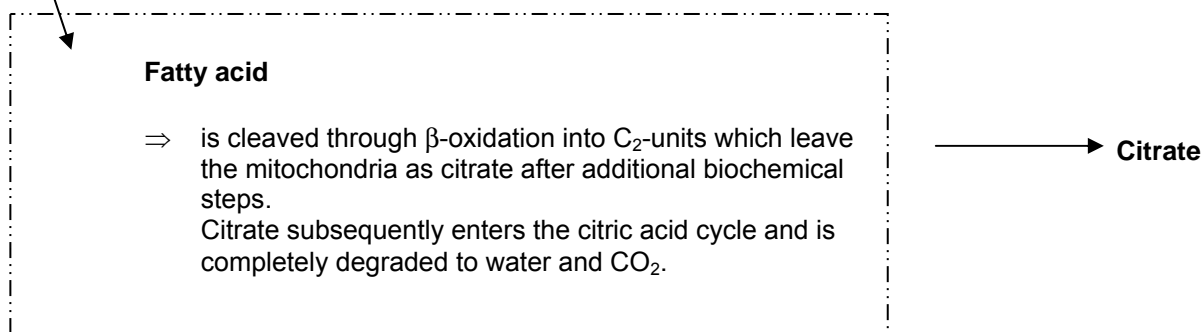 Fatty acid
⇒ is cleaved through β-oxidation into C₂-units which leave
the mitochondria as citrate after additional biochemical
steps.
Citrate subsequently enters the citric acid cycle and is
completely degraded to water and CO₂.
Citrate